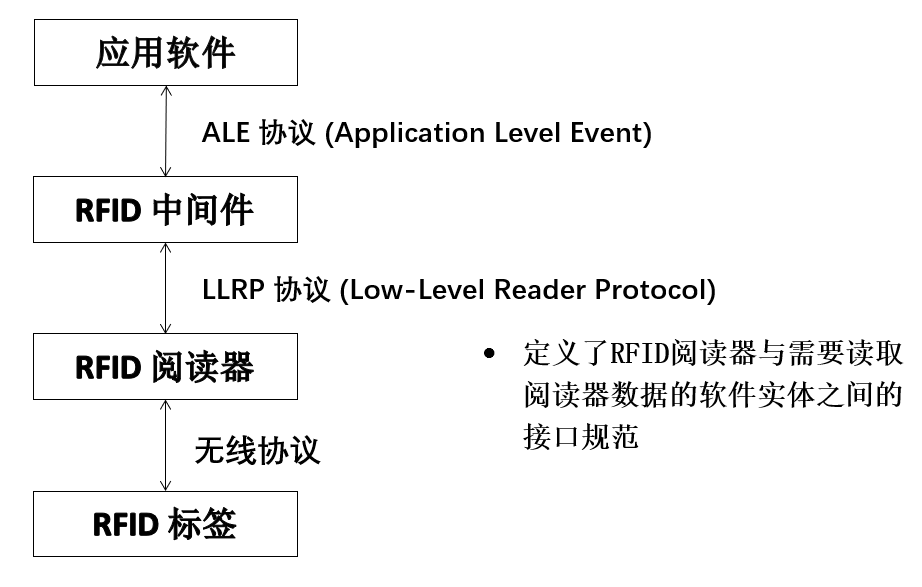 应用软件
ALE 协议 (Application Level Event)
RFID 中间件
LLRP 协议 (Low-Level Reader Protocol)
RFID 阅读器
• 定义了RFID阅读器与需要读取
阅读器数据的软件实体之间的
接口规范
无线协议
RFID 标签